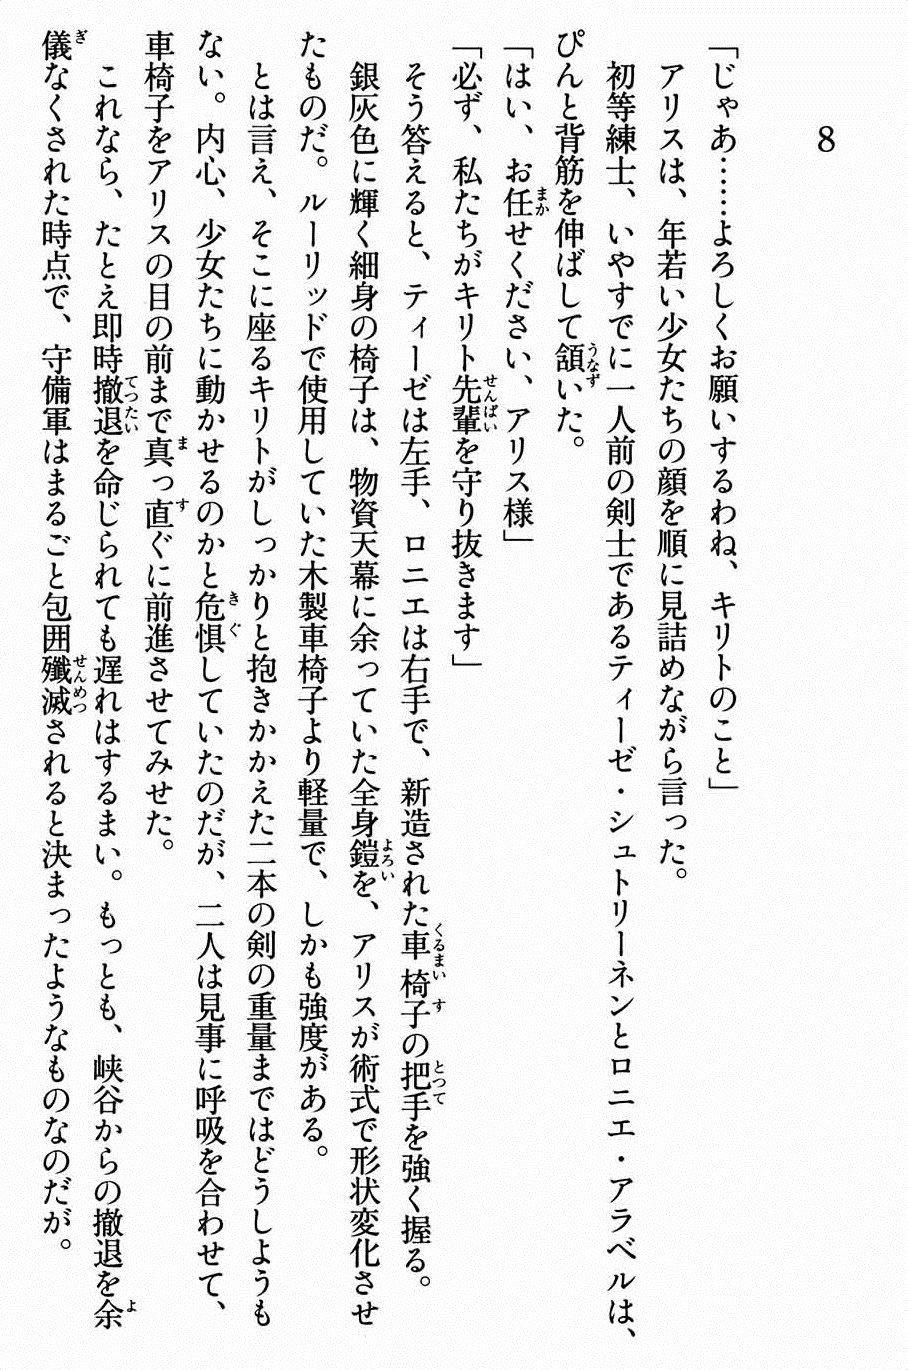 8
「じゃあ……よろしくお願いするわね、キリトのこと」
アリスは、年若い少女たちの顔を順に見詰めながら言った。
初等練士、いやすでに一人前の剣士であるティーゼ・シュトリーネンとロニエ・アラベルは、
ぴんと背筋を伸ばして頷いた。
「はい、お任せください、アリス様」
「必ず、私たちがキリト先輩を守り抜きます」
そう答えると、ティーゼは左手、ロニエは右手で、新造された車椅子の把手を強く握る。
銀灰色に輝く細身の椅子は、物資天幕に余っていた全身鎧を、アリスが術式で形状変化させ
たものだ。ルーリッドで使用していた木製車椅子より軽量で、しかも強度がある。
とは言え、そこに座るキリトがしっかりと抱きかかえた二本の剣の重量まではどうしようも
ない。内心、少女たちに動かせるのかと危惧していたのだが、二人は見事に呼吸を合わせて、
車椅子をアリスの目の前まで真っ直ぐに前進させてみせた。
これなら、たとえ即時撤退を命じられても遅れはするまい。もっとも、峡谷からの撤退を余
儀なくされた時点で、守備軍はまるごと包囲殲滅されると決まったようなものなのだが。